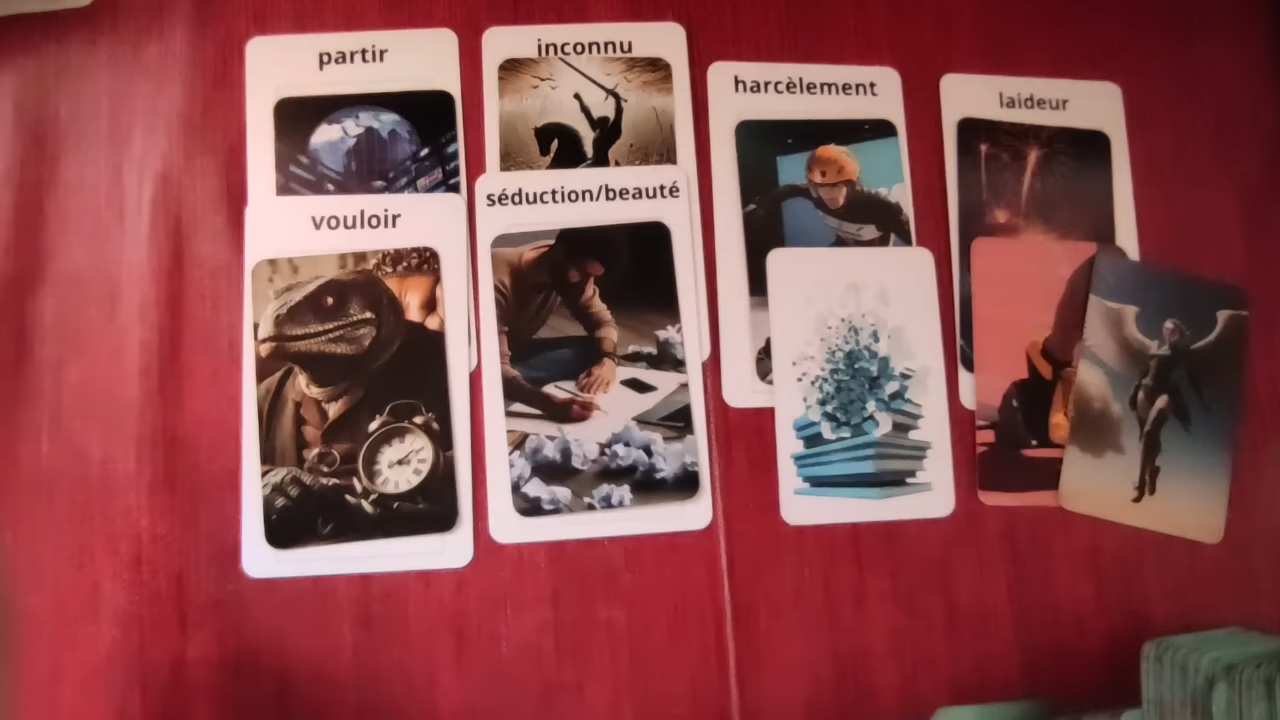 partir
inconnu
harcèlement
laideur
vouloir
séduction/beauté